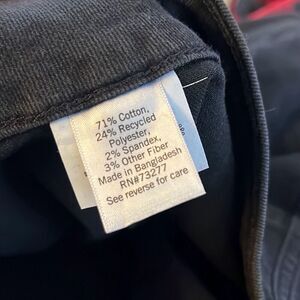 71% Cotton,
24% Recycled
Polyester,
2% Spandex,
3% Other Fiber
Made in Bangladesh
RN#73277
See reverse for care